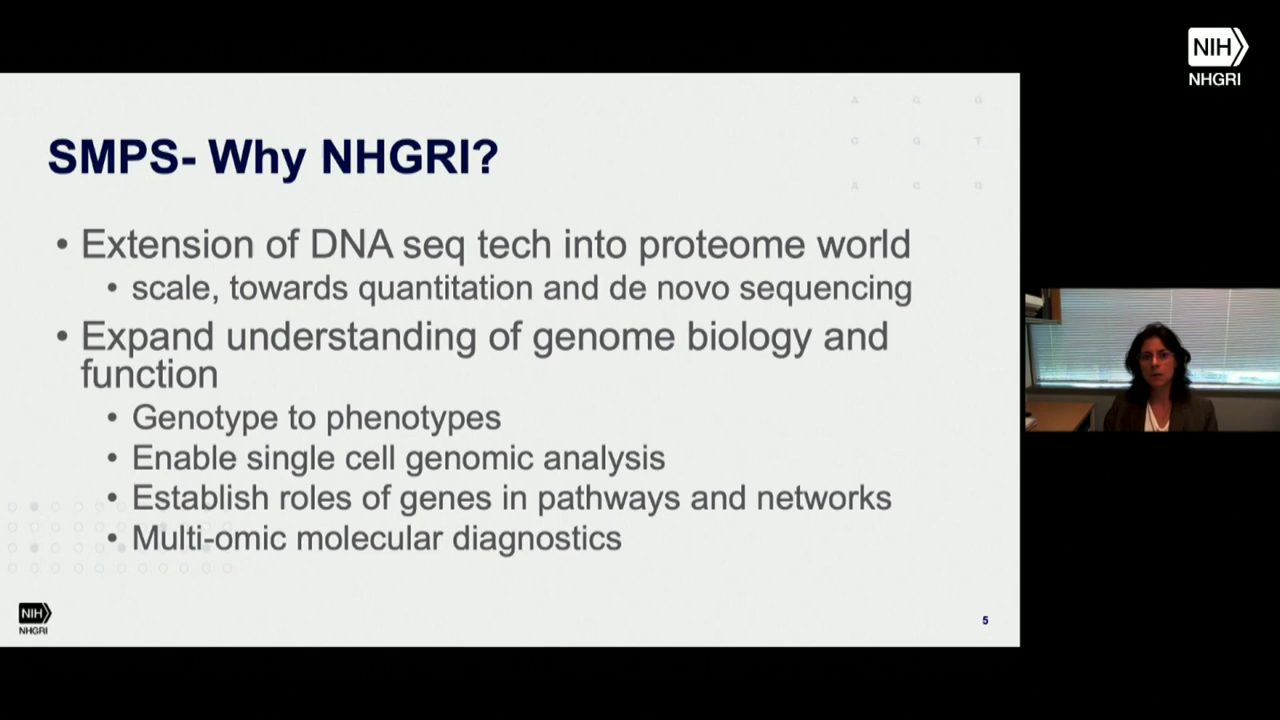 NIH
NHGRI
A C G
C G T
A C G
SMPS- Why NHGRI?
• Extension of DNA seq tech into proteome world
• scale, towards quantitation and de novo sequencing
• Expand understanding of genome biology and
function
• Genotype to phenotypes
• Enable single cell genomic analysis
• Establish roles of genes in pathways and networks
• Multi-omic molecular diagnostics
NIH
NHGRI
5